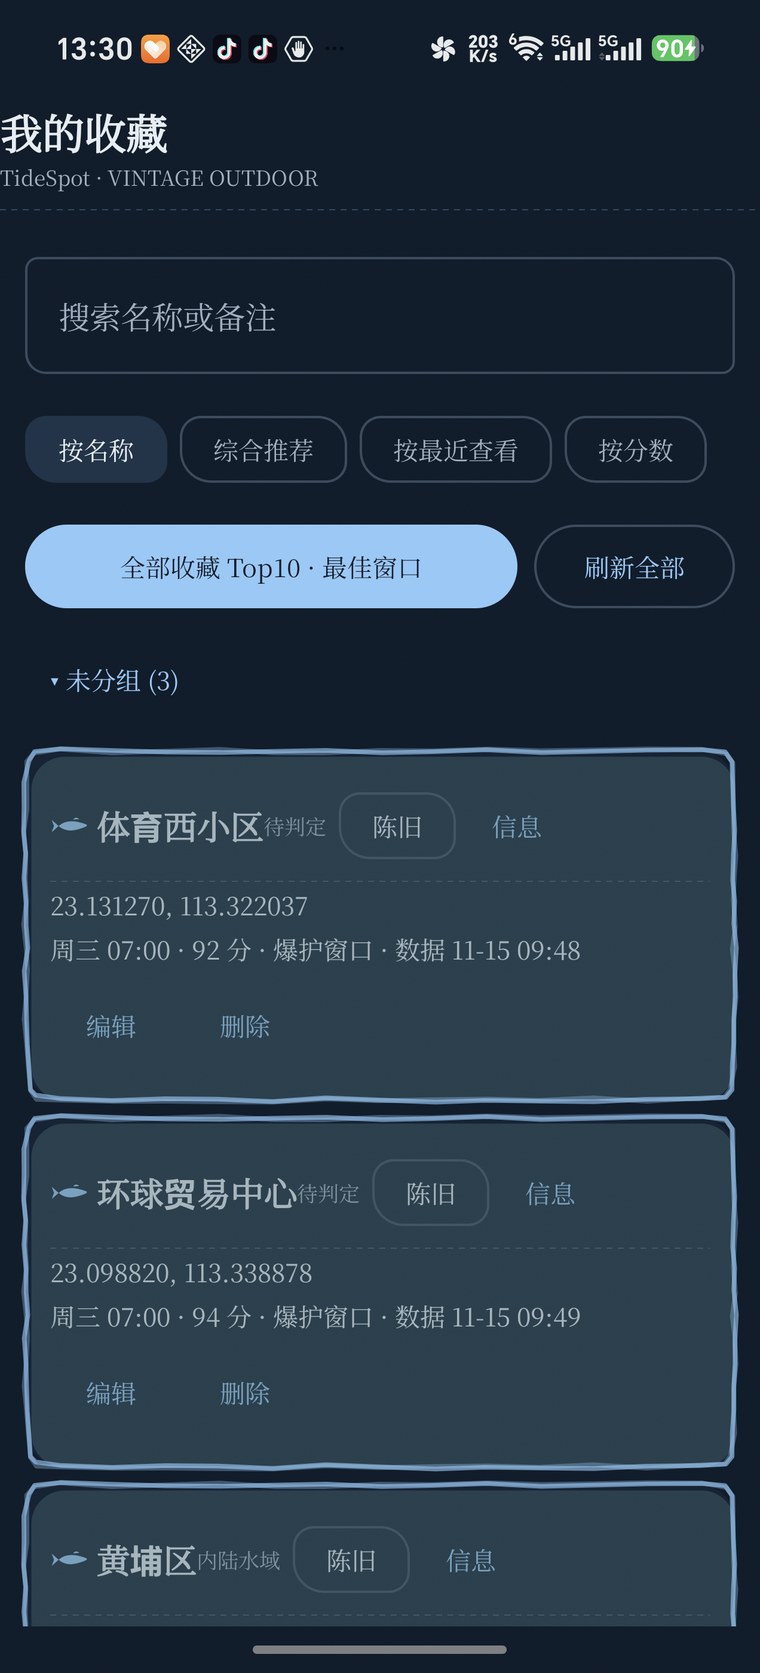 13:30 203 K/s 6 5G 5G 90
我的收藏
TideSpot · VINTAGE OUTDOOR
搜索名称或备注
按名称 综合推荐 按最近查看 按分数
全部收藏 Top10 · 最佳窗口 刷新全部
▾ 未分组 (3)
体育西小区待判定 陈旧 信息
23.131270, 113.322037
周三 07:00 · 92 分 · 爆护窗口 · 数据 11-15 09:48
编辑 删除
环球贸易中心待判定 陈旧 信息
23.098820, 113.338878
周三 07:00 · 94 分 · 爆护窗口 · 数据 11-15 09:49
编辑 删除
黄埔区内陆水域 陈旧 信息